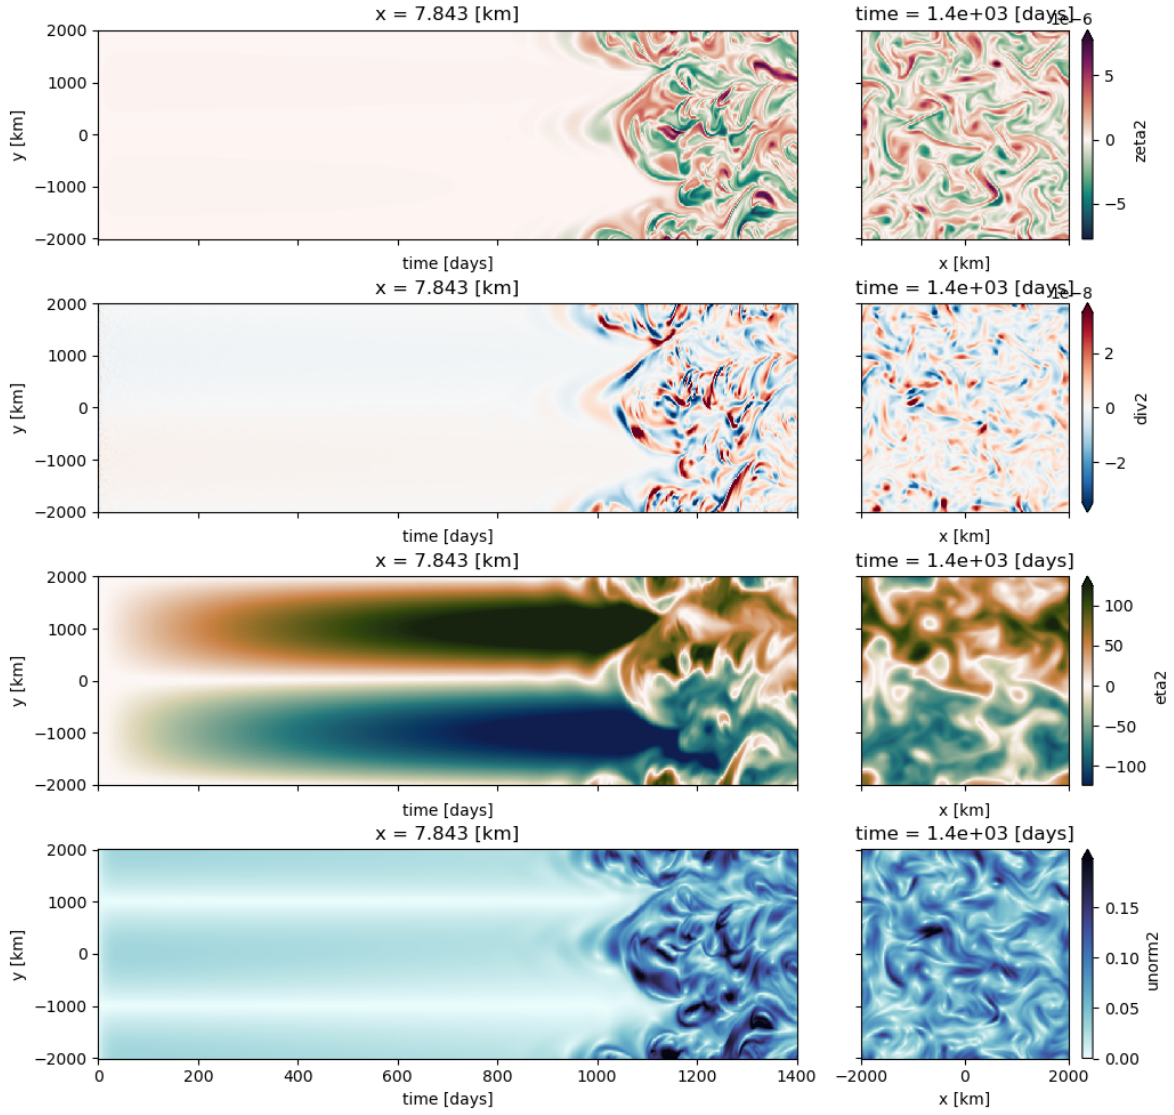 x = 7.843 [km]
time = 1.4e+03 [days]
1e−6
2000
1000
0
−1000
−2000
y [km]
5
0
−5
zeta2
time [days]
x [km]
x = 7.843 [km]
time = 1.4e+03 [days]
1e−8
2000
1000
0
−1000
−2000
y [km]
2
0
−2
div2
time [days]
x [km]
x = 7.843 [km]
time = 1.4e+03 [days]
2000
1000
0
−1000
−2000
y [km]
100
50
0
−50
−100
eta2
time [days]
x [km]
x = 7.843 [km]
time = 1.4e+03 [days]
2000
1000
0
−1000
−2000
y [km]
0.15
0.10
0.05
0.00
unorm2
0 200 400 600 800 1000 1200 1400
−2000 0 2000
time [days]
x [km]